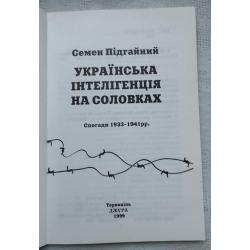 Семен Підгайний
УКРАЇНСЬКА
ІНТЕЛІГЕНЦІЯ
НА СОЛОВКАХ
Спогади 1933-1941рр.
Тернопіль
ДЖУРА
1999